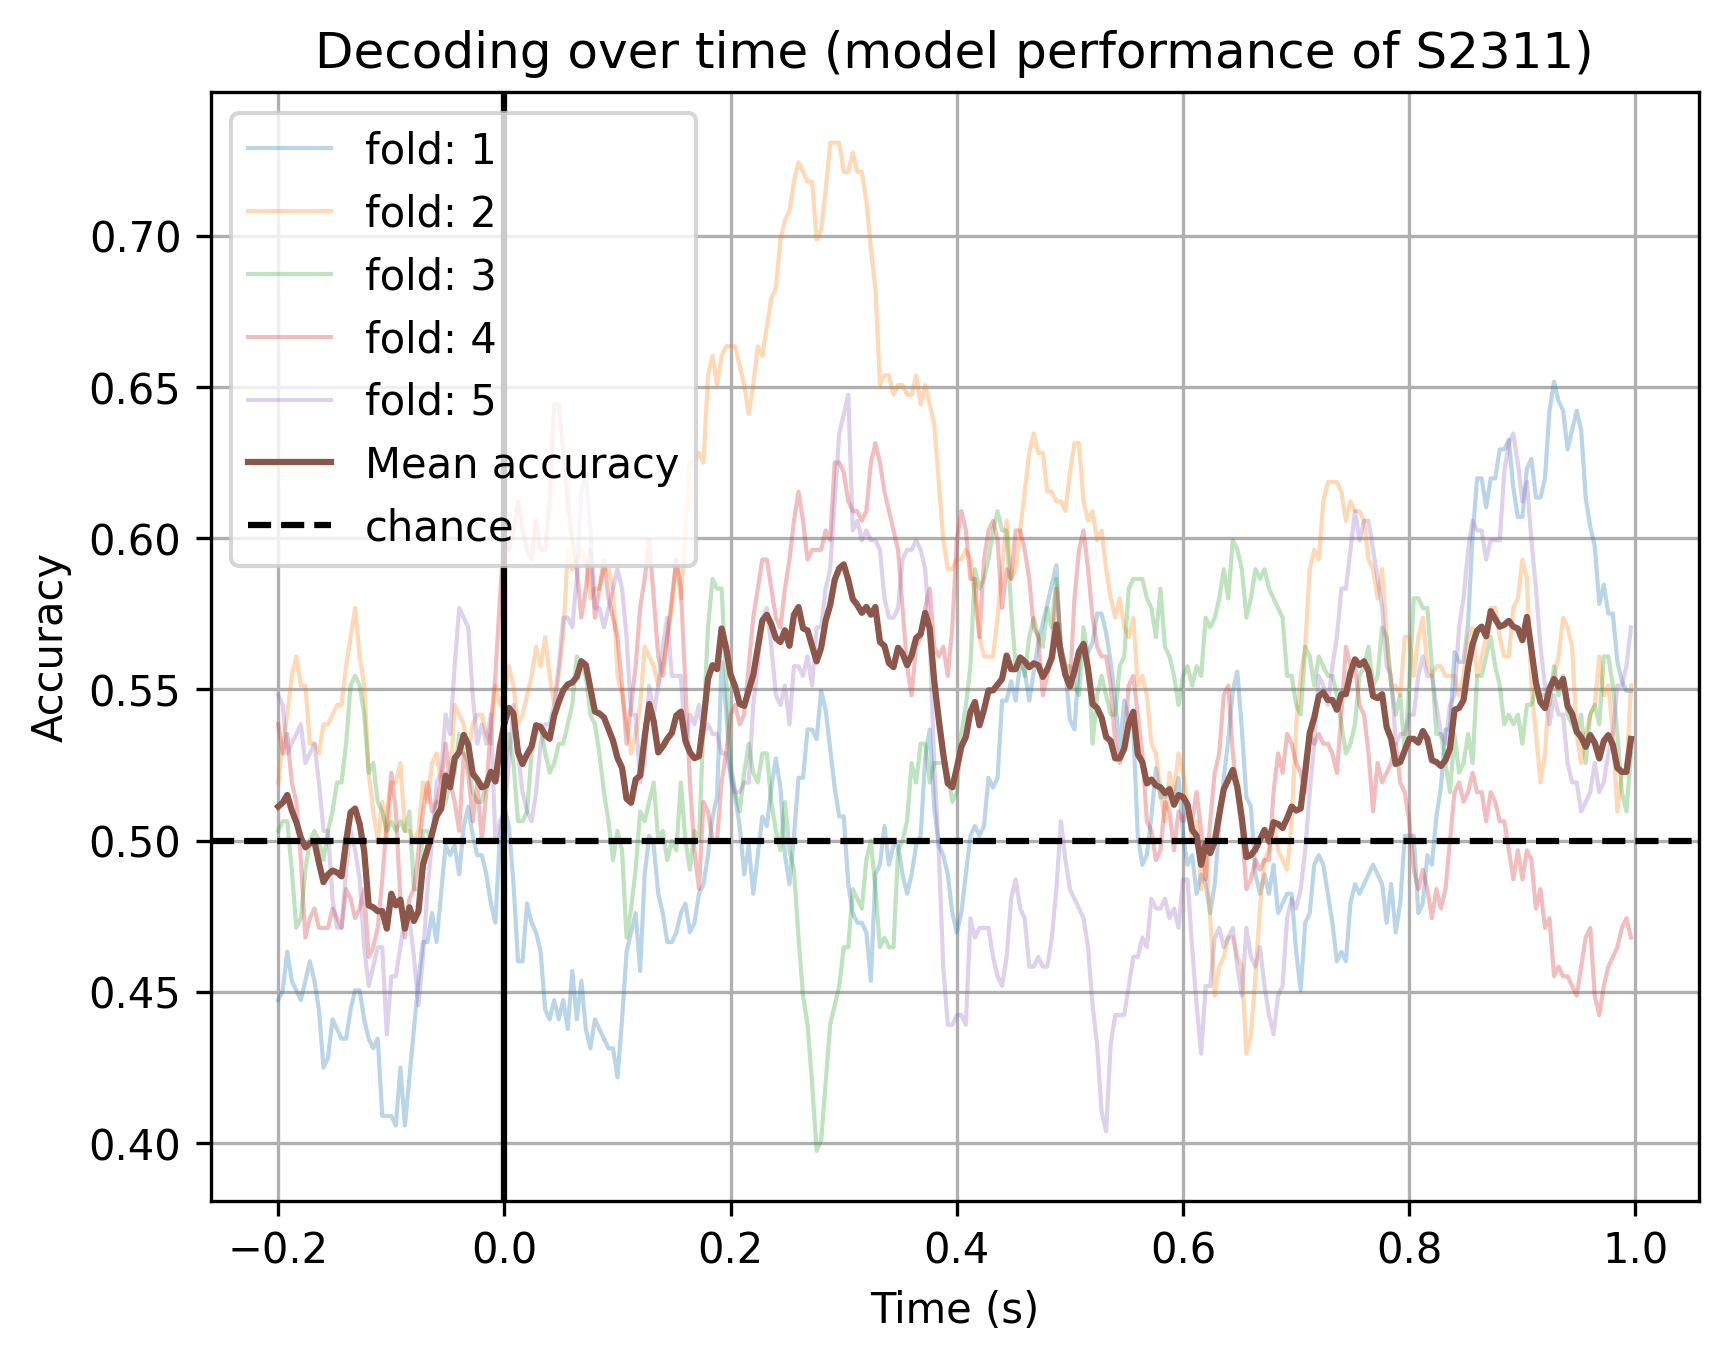 Decoding over time (model performance of S2311)
fold: 1
fold: 2
fold: 3
fold: 4
fold: 5
Mean accuracy
chance
Accuracy
0.70
0.65
0.60
0.55
0.50
0.45
0.40
−0.2 0.0 0.2 0.4 0.6 0.8 1.0
Time (s)